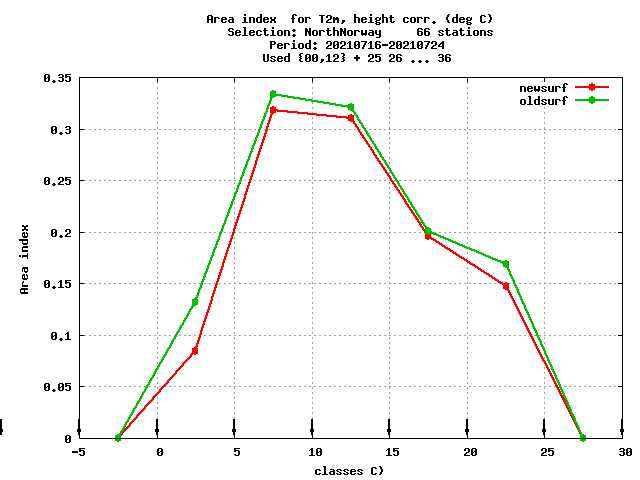 Area index  for T2m, height corr. (deg C)
Selection: NorthNorway     66 stations
Period: 20210716-20210724
Used {00,12} + 25 26 ... 36
newsurf
oldsurf
Area index
0.35
0.3
0.25
0.2
0.15
0.1
0.05
0
-5 0 5 10 15 20 25 30
classes C)